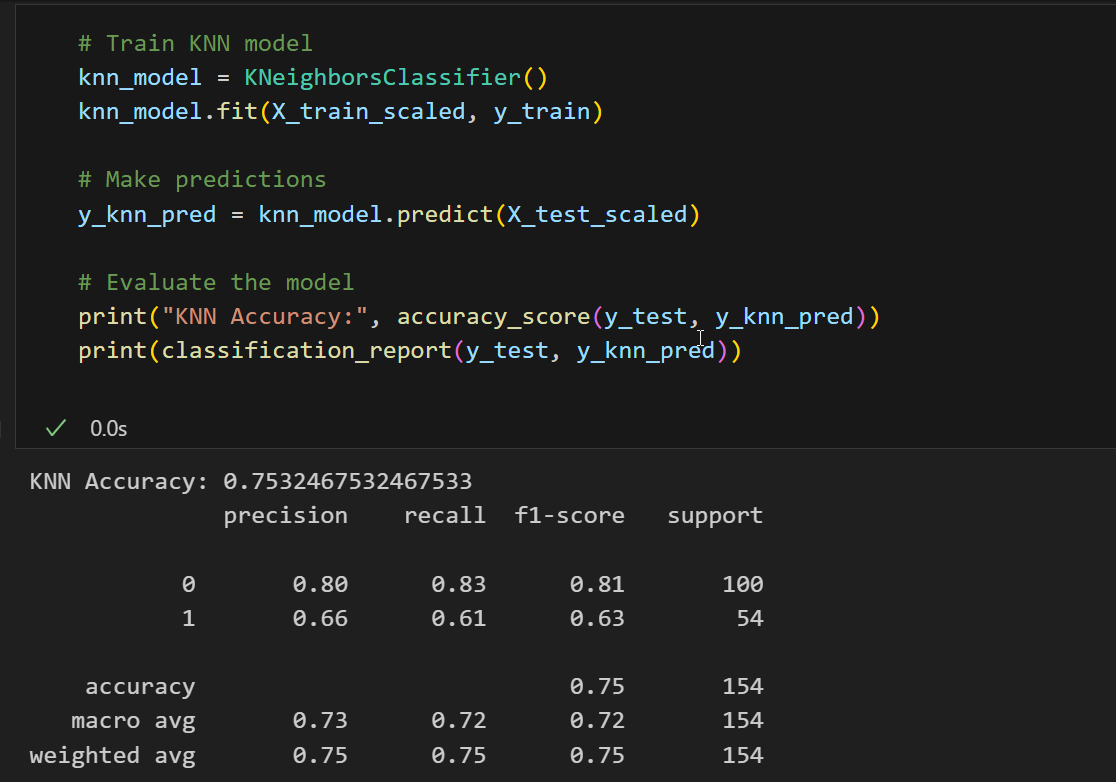 # Train KNN model
knn_model = KNeighborsClassifier()
knn_model.fit(X_train_scaled, y_train)
# Make predictions
y_knn_pred = knn_model.predict(X_test_scaled)
# Evaluate the model
print("KNN Accuracy:", accuracy_score(y_test, y_knn_pred))
print(classification_report(y_test, y_knn_pred))
0.0s
KNN Accuracy: 0.7532467532467533
precision recall f1-score support
0 0.80 0.83 0.81 100
1 0.66 0.61 0.63 54
accuracy 0.75 154
macro avg 0.73 0.72 0.72 154
weighted avg 0.75 0.75 0.75 154